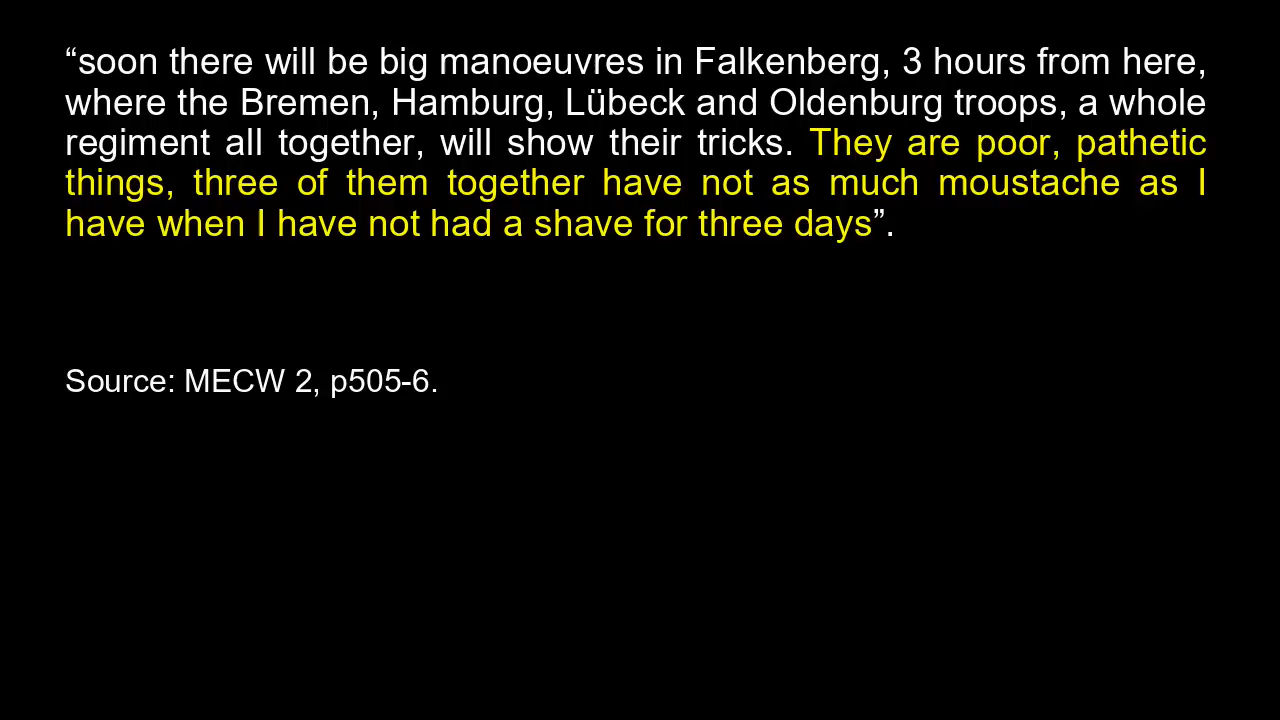 “soon there will be big manoeuvres in Falkenberg, 3 hours from here,
where the Bremen, Hamburg, Lübeck and Oldenburg troops, a whole
regiment all together, will show their tricks. They are poor, pathetic
things, three of them together have not as much moustache as I
have when I have not had a shave for three days”.
Source: MECW 2, p505-6.